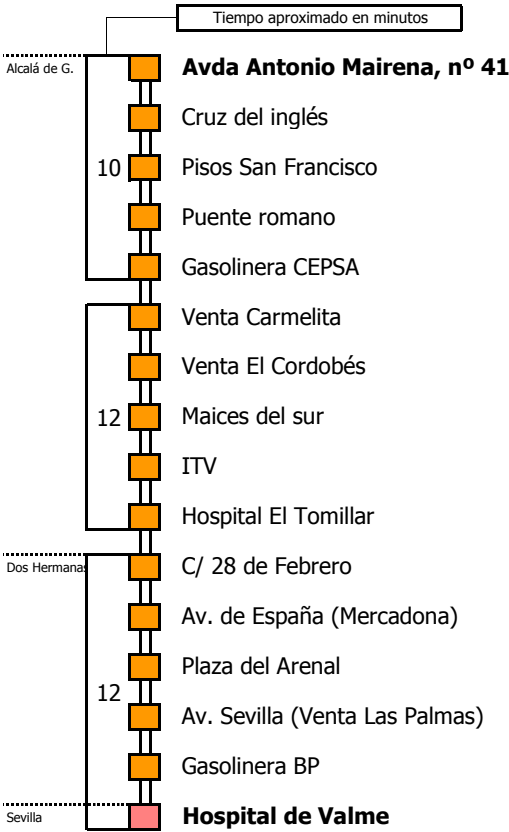 Tiempo aproximado en minutos
Alcalá de G.
Avda Antonio Mairena, nº 41
Cruz del inglés
10
Pisos San Francisco
Puente romano
Gasolinera CEPSA
Venta Carmelita
Venta El Cordobés
12
Maices del sur
ITV
Hospital El Tomillar
Dos Hermanas
C/ 28 de Febrero
Av. de España (Mercadona)
Plaza del Arenal
12
Av. Sevilla (Venta Las Palmas)
Gasolinera BP
Sevilla
Hospital de Valme